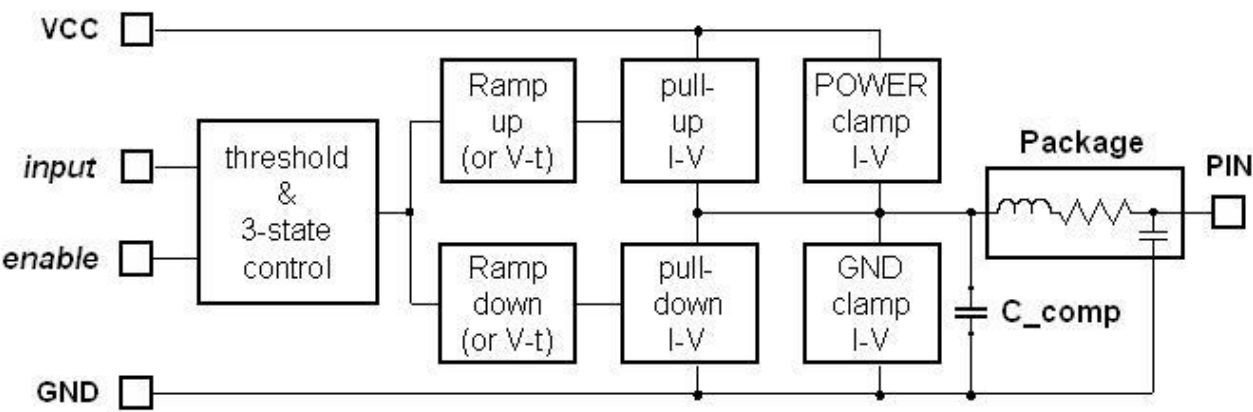 VCC
input
enable
GND
threshold
&
3-state
control
Ramp
up
(or V-t)
Ramp
down
(or V-t)
pull-
up
I-V
pull-
down
I-V
POWER
clamp
I-V
GND
clamp
I-V
C_comp
Package
PIN